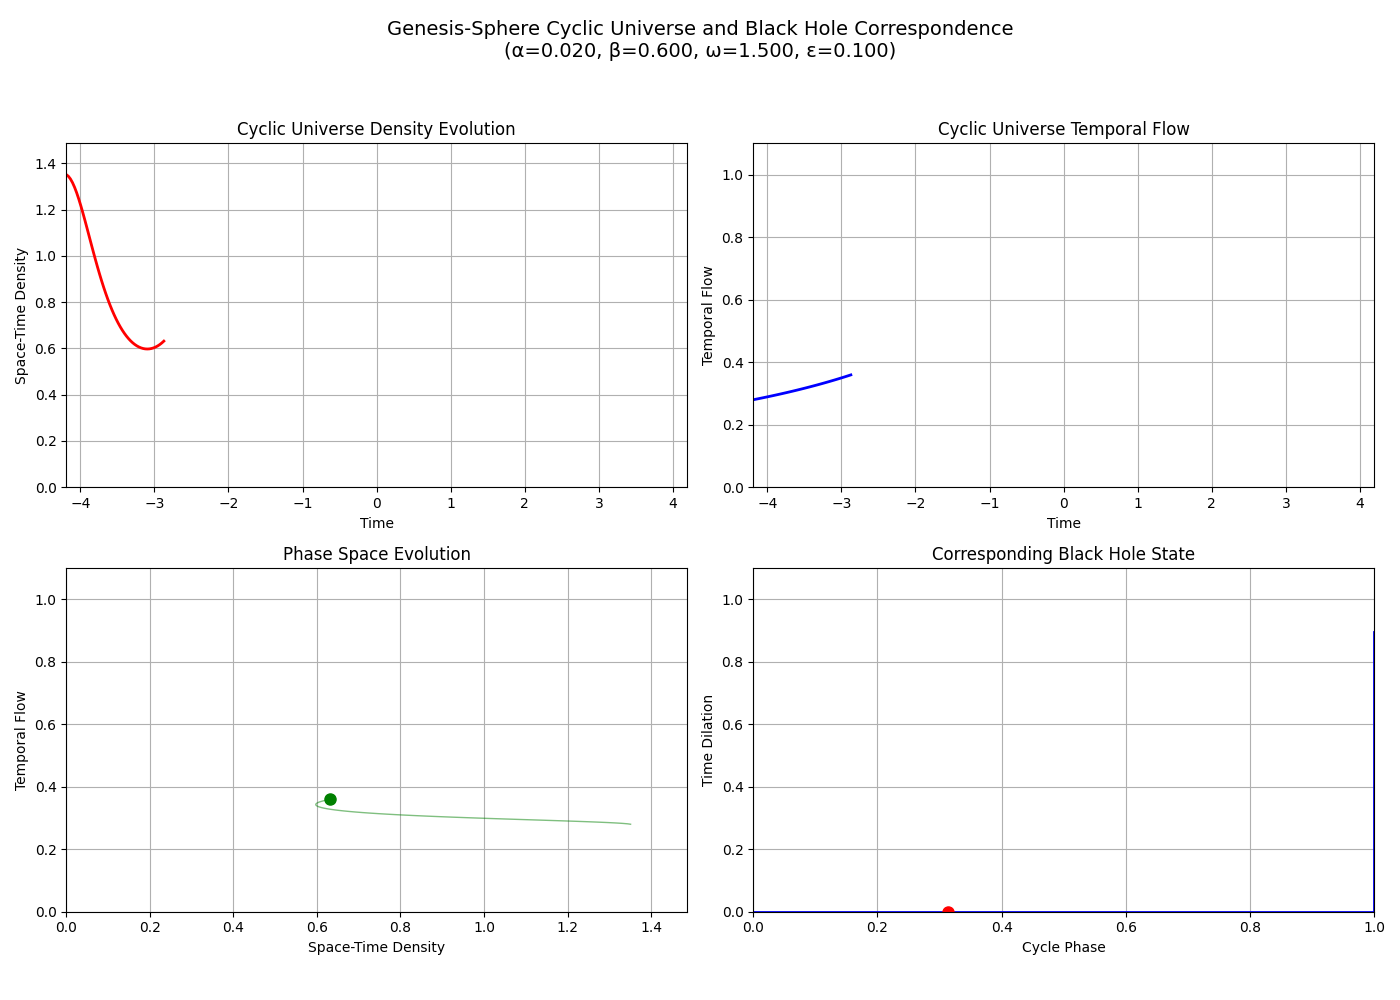 Genesis-Sphere Cyclic Universe and Black Hole Correspondence
(α=0.020, β=0.600, ω=1.500, ε=0.100)
Cyclic Universe Density Evolution
Space-Time Density
1.4
1.2
1.0
0.8
0.6
0.4
0.2
0.0
−4 −3 −2 −1 0 1 2 3 4
Time
Cyclic Universe Temporal Flow
Temporal Flow
1.0
0.8
0.6
0.4
0.2
0.0
−4 −3 −2 −1 0 1 2 3 4
Time
Phase Space Evolution
Temporal Flow
1.0
0.8
0.6
0.4
0.2
0.0
0.0 0.2 0.4 0.6 0.8 1.0 1.2 1.4
Space-Time Density
Corresponding Black Hole State
Time Dilation
1.0
0.8
0.6
0.4
0.2
0.0
0.0 0.2 0.4 0.6 0.8 1.0
Cycle Phase